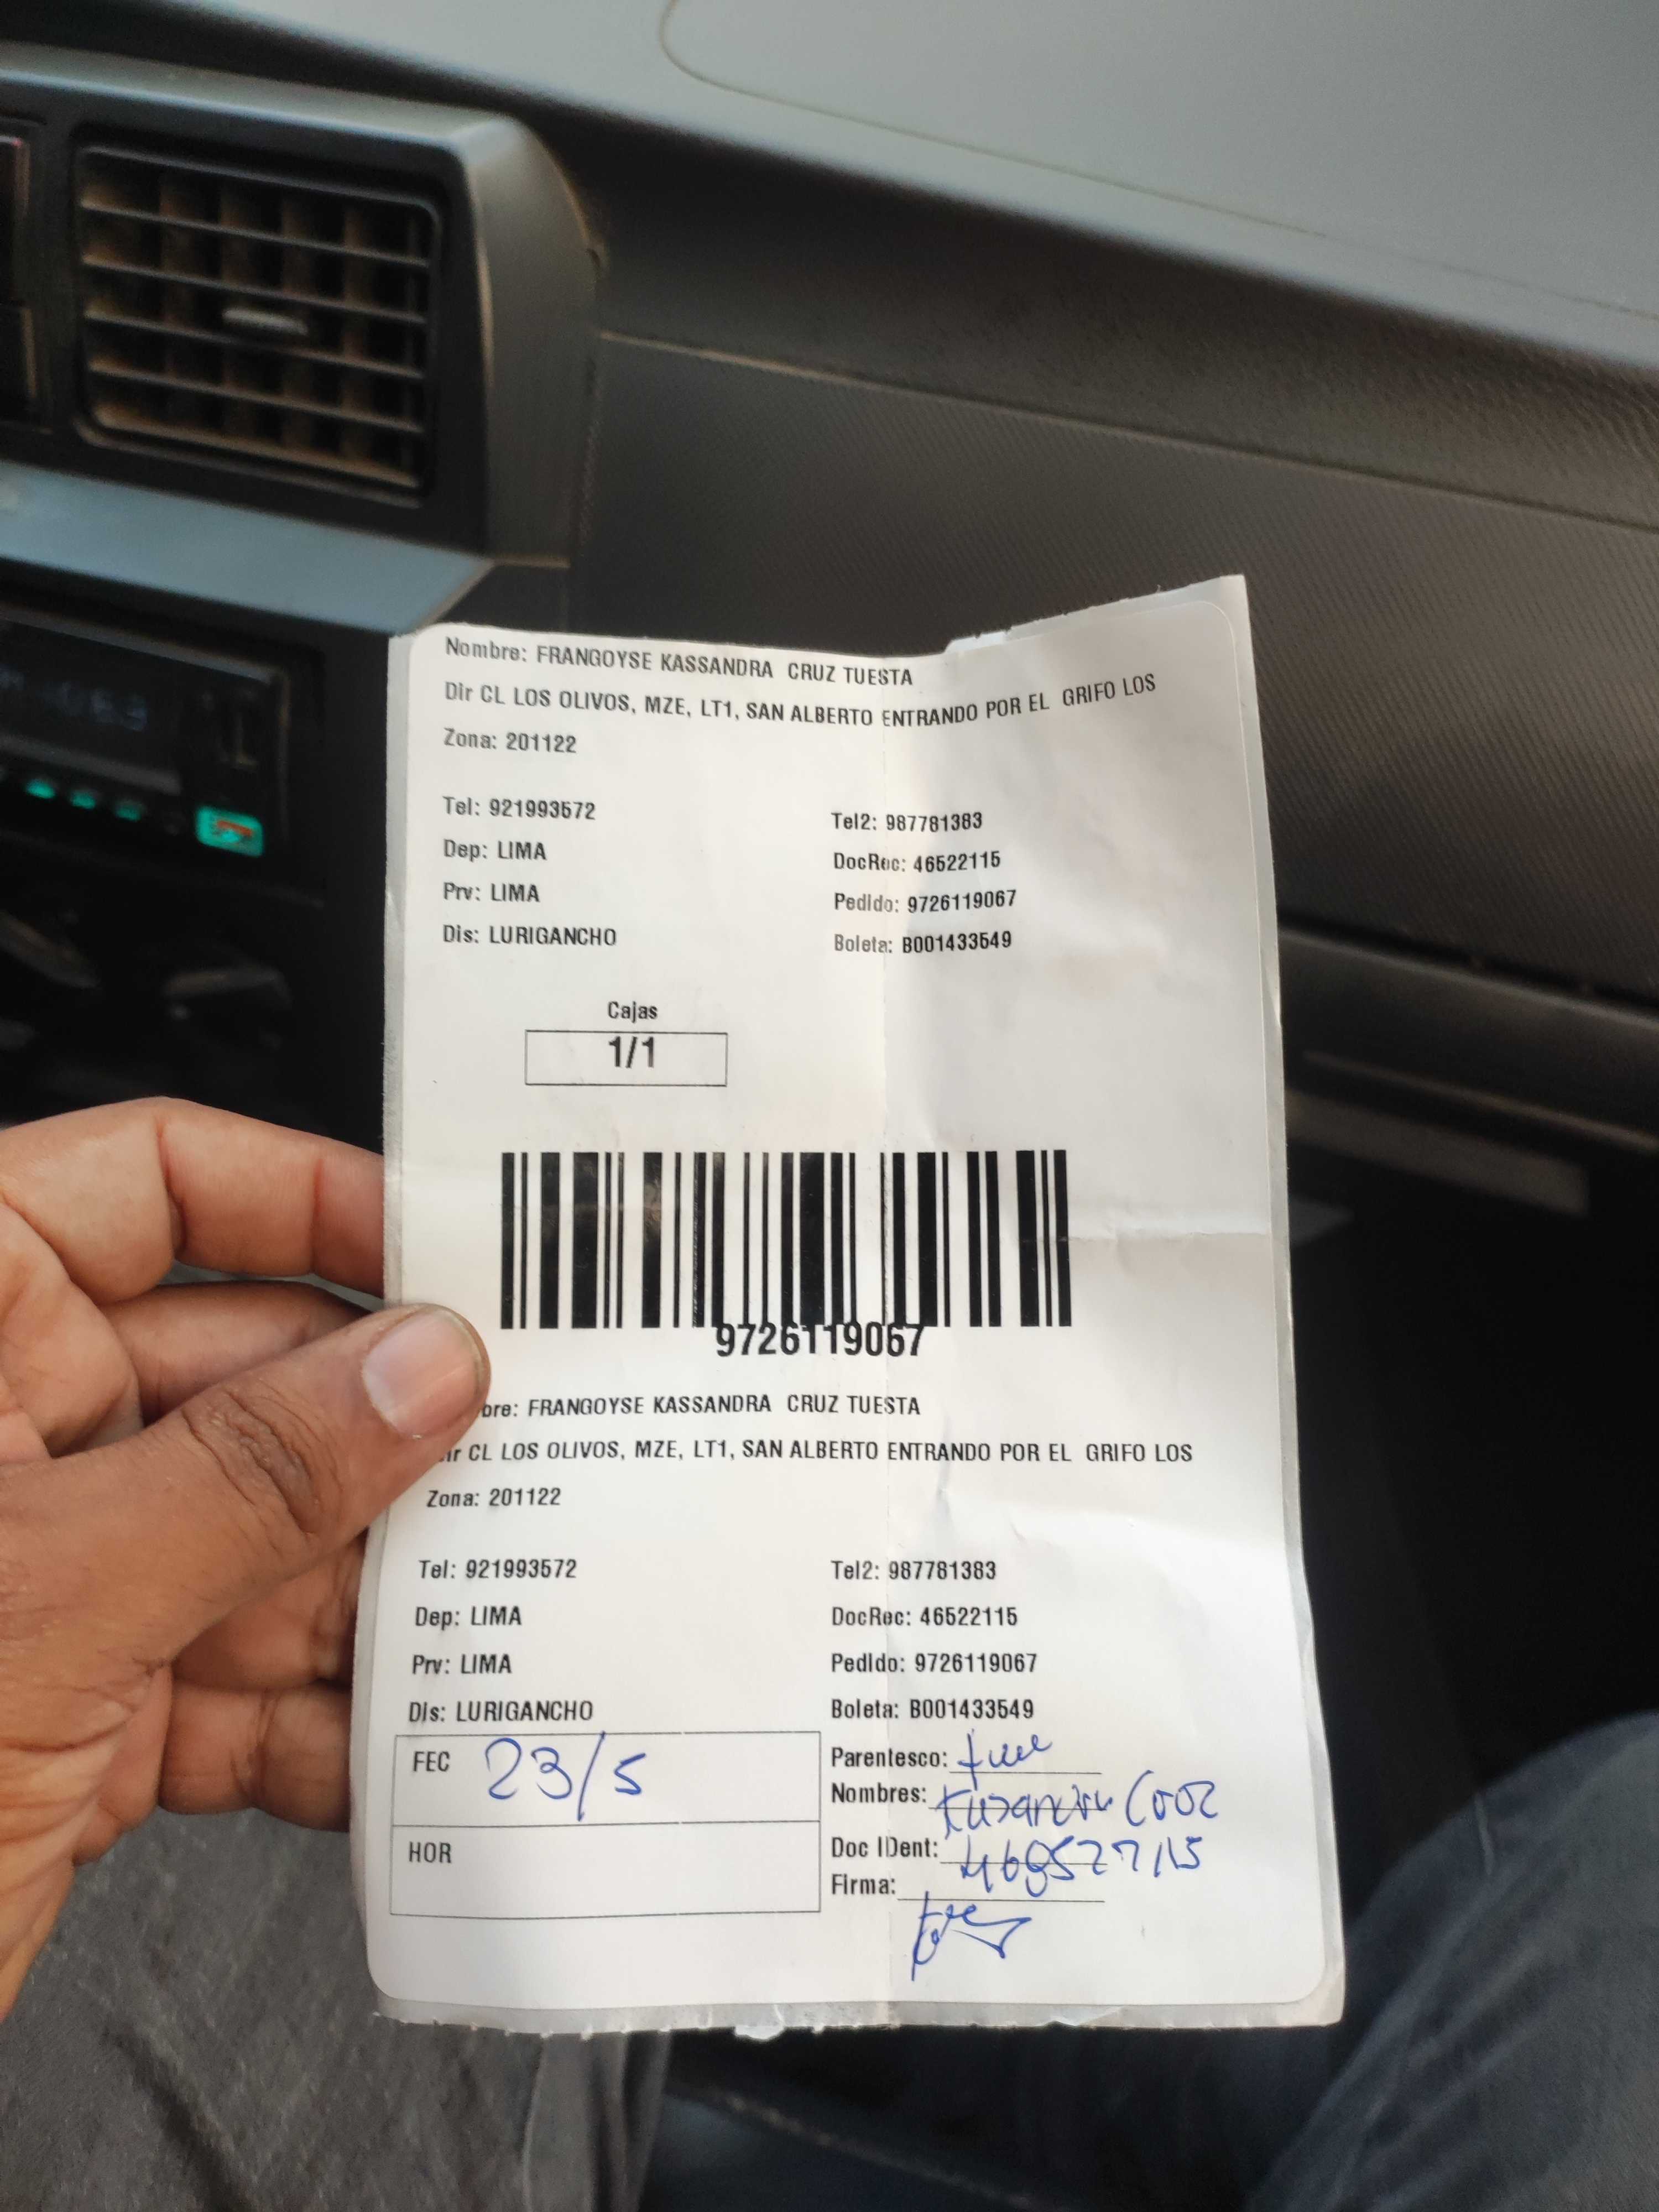 Nombre: FRANGOYSE KASSANDRA CRUZ TUESTA
Dir CL LOS OLIVOS, MZE, LT1, SAN ALBERTO ENTRANDO POR EL GRIFO LOS
Zona: 201122
Tel: 921993572 Tel2: 987781383
Dep: LIMA DocRec: 46522115
Prv: LIMA Pedido: 9726119067
Dis: LURIGANCHO Boleta: B001433549
Cajas
1/1
9726119067
bre: FRANGOYSE KASSANDRA CRUZ TUESTA
ir CL LOS OLIVOS, MZE, LT1, SAN ALBERTO ENTRANDO POR EL GRIFO LOS
Zona: 201122
Tel: 921993572 Tel2: 987781383
Dep: LIMA DocRec: 46522115
Prv: LIMA Pedido: 9726119067
Dis: LURIGANCHO Boleta: B001433549
FEC 23/5 Parentesco:
Nombres:
HOR Doc IDent:
Firma: